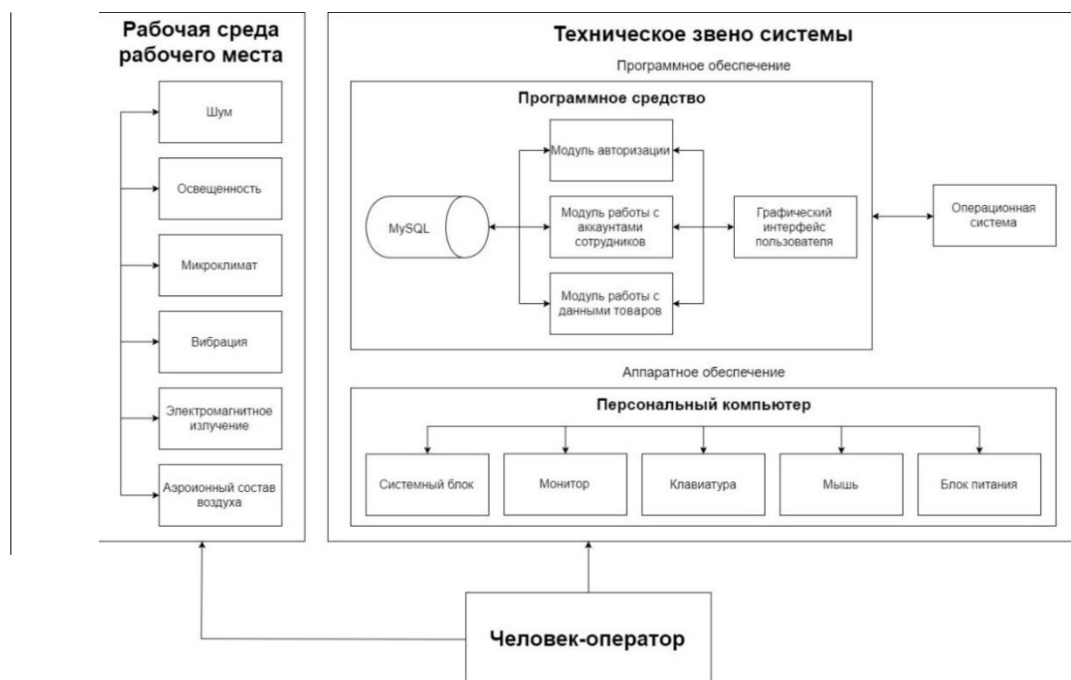 Рабочая среда
рабочего места
Шум
Освещенность
Микроклимат
Вибрация
Электромагнитное
излучение
Аэроионный состав
воздуха
Техническое звено системы
Программное обеспечение
Программное средство
MySQL
Модуль авторизации
Модуль работы с
аккаунтами
сотрудников
Модуль работы с
данными товаров
Графический
интерфейс
пользователя
Операционная
система
Аппаратное обеспечение
Персональный компьютер
Системный блок
Монитор
Клавиатура
Мышь
Блок питания
Человек-оператор